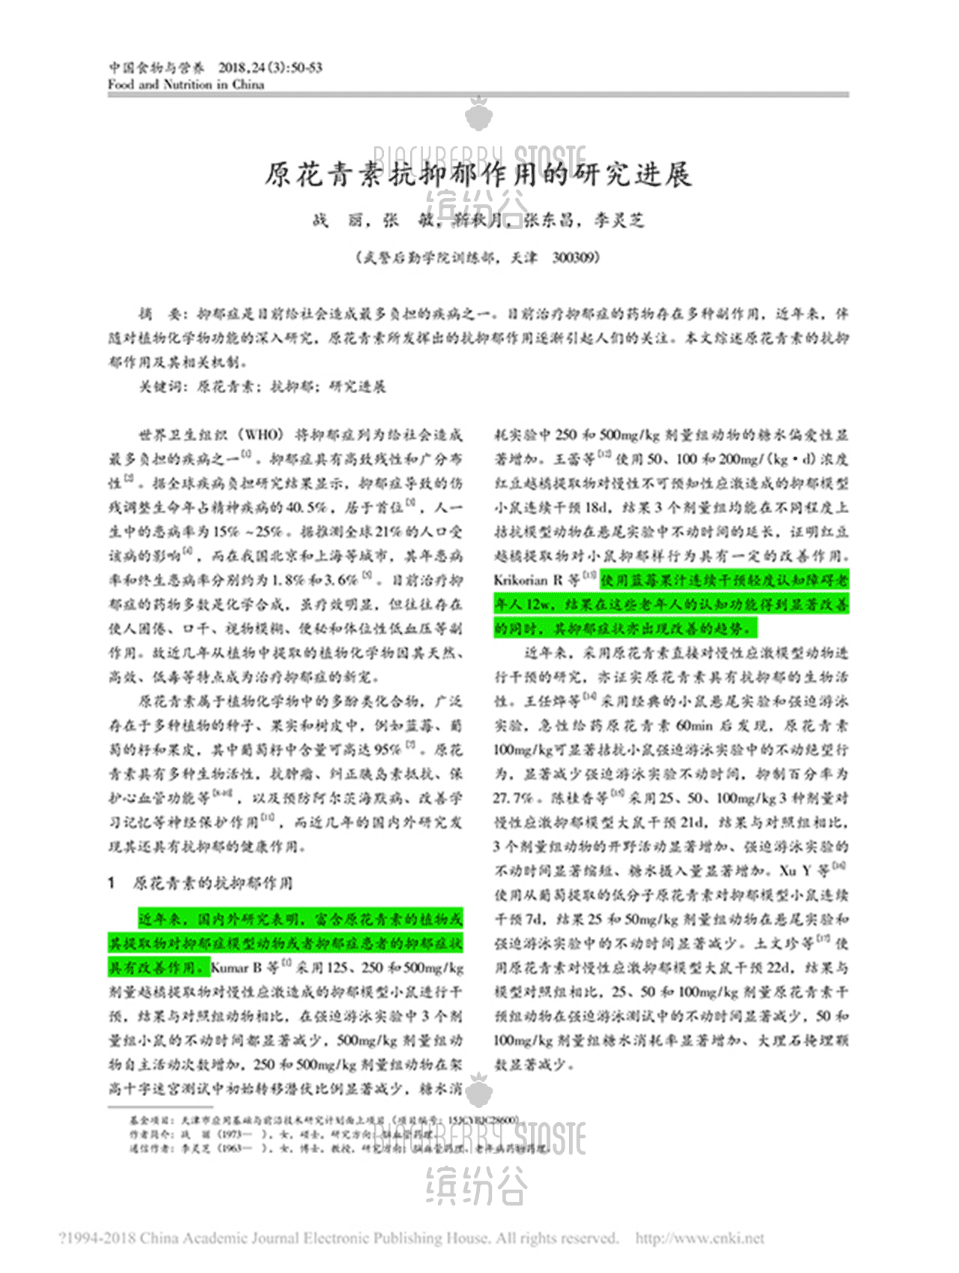 中国食物与营养 2018,24(3):50-53
Food and Nutrition in China
BLACKBERRY STOSTE
缤纷谷
原花青素抗抑郁作用的研究进展
战 丽，张 敏，靳秋月，张东昌，李灵芝
（武警后勤学院训练部，天津 300309）
摘 要：抑郁症是目前给社会造成最多负担的疾病之一。目前治疗抑郁症的药物存在多种副作用，近年来，伴
随对植物化学物功能的深入研究，原花青素所发挥出的抗抑郁作用逐渐引起人们的关注。本文综述原花青素的抗抑
郁作用及其相关机制。
关键词：原花青素；抗抑郁；研究进展
世界卫生组织（WHO）将抑郁症列为给社会造成
最多负担的疾病之一[1]。抑郁症具有高致残性和广分布
性[2]。据全球疾病负担研究结果显示，抑郁症导致的伤
残调整生命年占精神疾病的40.5%，居于首位[3]，人一
生中的患病率为15%~25%。据推测全球21%的人口受
该病的影响[4]，而在我国北京和上海等城市，其年患病
率和终生患病率分别约为1.8%和3.6%[5]。目前治疗抑
郁症的药物多数是化学合成，虽疗效明显，但往往存在
使人困倦、口干、视物模糊、便秘和体位性低血压等副
作用。故近几年从植物中提取的植物化学物因其天然、
高效、低毒等特点成为治疗抑郁症的新宠。
原花青素属于植物化学物中的多酚类化合物，广泛
存在于多种植物的种子、果实和树皮中，例如蓝莓、葡
萄的籽和果皮，其中葡萄籽中含量可高达95%[7]。原花
青素具有多种生物活性，抗肿瘤、纠正胰岛素抵抗、保
护心血管功能等[8-10]，以及预防阿尔茨海默病、改善学
习记忆等神经保护作用[11]，而近几年的国内外研究发
现其还具有抗抑郁的健康作用。
1 原花青素的抗抑郁作用
近年来，国内外研究表明，富含原花青素的植物或
其提取物对抑郁症模型动物或者抑郁症患者的抑郁症状
具有改善作用。Kumar B 等[1]采用125、250和500mg/kg
剂量越橘提取物对慢性应激造成的抑郁模型小鼠进行干
预，结果与对照组动物相比，在强迫游泳实验中3个剂
量组小鼠的不动时间都显著减少，500mg/kg 剂量组动
物自主活动次数增加，250和500mg/kg 剂量组动物在架
高十字迷宫测试中初始转移潜伏比例显著减少，糖水消
耗实验中250和500mg/kg 剂量组动物的糖水偏爱性显
著增加。王蕾等[12]使用50、100和200mg/(kg·d)浓度
红豆越橘提取物对慢性不可预知性应激造成的抑郁模型
小鼠连续干预18d，结果3个剂量组均能在不同程度上
拮抗模型动物在悬尾实验中不动时间的延长，证明红豆
越橘提取物对小鼠抑郁样行为具有一定的改善作用。
Krikorian R 等[13]使用蓝莓果汁连续干预轻度认知障碍老
年人12w，结果在这些老年人的认知功能得到显著改善
的同时，其抑郁症状亦出现改善的趋势。
近年来，采用原花青素直接对慢性应激模型动物进
行干预的研究，亦证实原花青素具有抗抑郁的生物活
性。王任烨等[14]采用经典的小鼠悬尾实验和强迫游泳
实验，急性给药原花青素60min后发现，原花青素
100mg/kg可显著拮抗小鼠强迫游泳实验中的不动绝望行
为，显著减少强迫游泳实验不动时间，抑制百分率为
27.7%。陈桂香等[15]采用25、50、100mg/kg 3种剂量对
慢性应激抑郁模型大鼠干预21d，结果与对照组相比，
3个剂量组动物的开野活动显著增加、强迫游泳实验的
不动时间显著缩短、糖水摄入量显著增加。Xu Y 等[16]
使用从葡萄提取的低分子原花青素对抑郁模型小鼠连续
干预7d，结果25和50mg/kg 剂量组动物在悬尾实验和
强迫游泳实验中的不动时间显著减少。王文珍等[17]使
用原花青素对慢性应激抑郁模型大鼠干预22d，结果与
模型对照组相比，25、50和100mg/kg 剂量原花青素干
预组动物在强迫游泳测试中的不动时间显著减少，50和
100mg/kg 剂量组糖水消耗率显著增加、大理石掩埋颗
数显著减少。
基金项目：天津市应用基础与前沿技术研究计划面上项目（项目编号：15JCYBJC28600）
作者简介：战 丽（1973— ），女，硕士，研究方向：脑血管药理。
通信作者：李灵芝（1963— ），女，博士，教授，研究方向：脑血管药理、老年病药物药理。
BLACKBERRY STOSTE
缤纷谷
?1994-2018 China Academic Journal Electronic Publishing House. All rights reserved. http://www.cnki.net